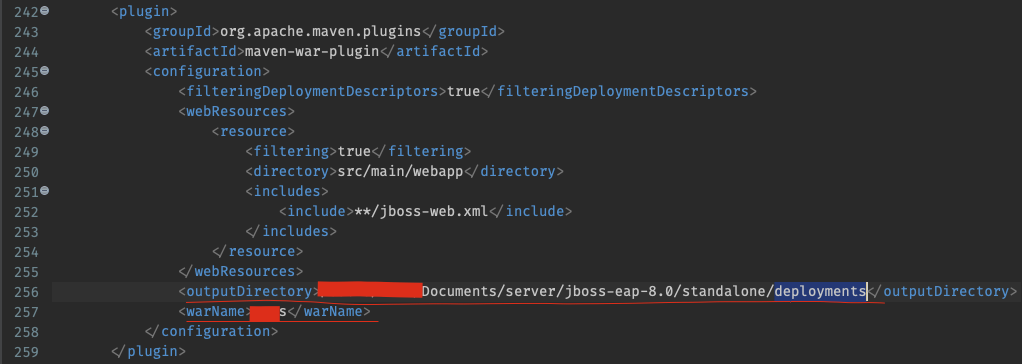 242 <plugin>
243 <groupId>org.apache.maven.plugins</groupId>
244 <artifactId>maven-war-plugin</artifactId>
245 <configuration>
246 <filteringDeploymentDescriptors>true</filteringDeploymentDescriptors>
247 <webResources>
248 <resource>
249 <filtering>true</filtering>
250 <directory>src/main/webapp</directory>
251 <includes>
252 <include>**/jboss-web.xml</include>
253 </includes>
254 </resource>
255 </webResources>
256 <outputDirectory>Documents/server/jboss-eap-8.0/standalone/deployments</outputDirectory>
257 <warName>s</warName>
258 </configuration>
259 </plugin>